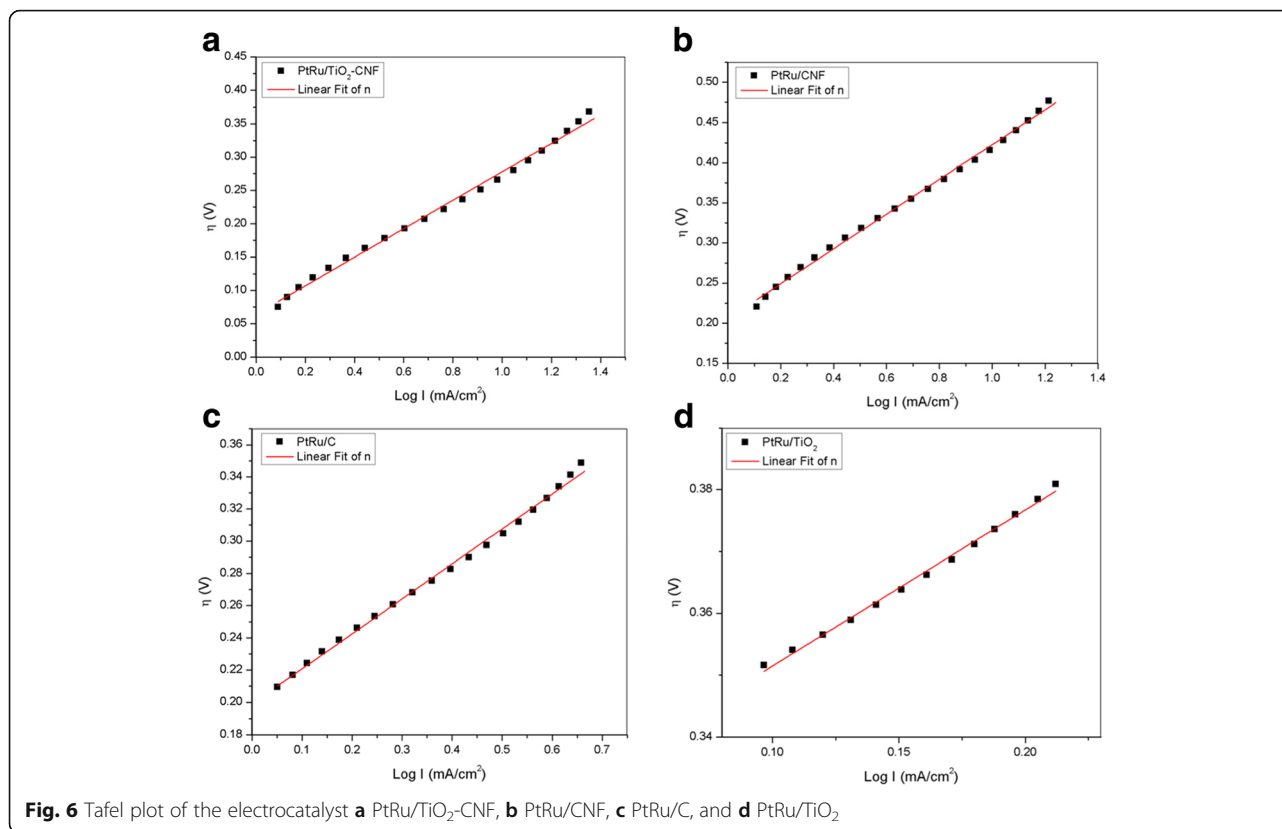 a
0.45
0.40
0.35
0.30
0.25
0.20
0.15
0.10
0.05
0.00
η (V)
PtRu/TiO₂-CNF
Linear Fit of n
0.0 0.2 0.4 0.6 0.8 1.0 1.2 1.4
Log I (mA/cm²)
b
0.50
0.45
0.40
0.35
0.30
0.25
0.20
0.15
η (V)
PtRu/CNF
Linear Fit of n
0.0 0.2 0.4 0.6 0.8 1.0 1.2 1.4
Log I (mA/cm²)
c
0.36
0.34
0.32
0.30
0.28
0.26
0.24
0.22
0.20
0.18
η (V)
PtRu/C
Linear Fit of n
0.0 0.1 0.2 0.3 0.4 0.5 0.6 0.7
Log I (mA/cm²)
d
0.38
0.36
0.34
η (V)
PtRu/TiO₂
Linear Fit of n
0.10 0.15 0.20
Log I (mA/cm²)
Fig. 6 Tafel plot of the electrocatalyst a PtRu/TiO₂-CNF, b PtRu/CNF, c PtRu/C, and d PtRu/TiO₂